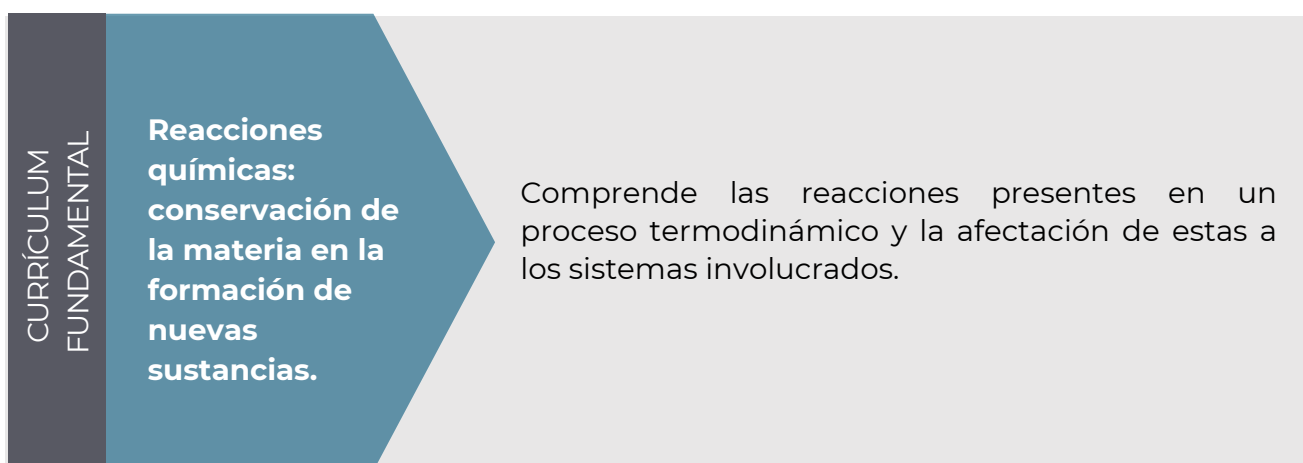 CURRÍCULUM
FUNDAMENTAL
Reacciones
químicas:
conservación de
la materia en la
formación de
nuevas
sustancias.
Comprende las reacciones presentes en un
proceso termodinámico y la afectación de estas a
los sistemas involucrados.